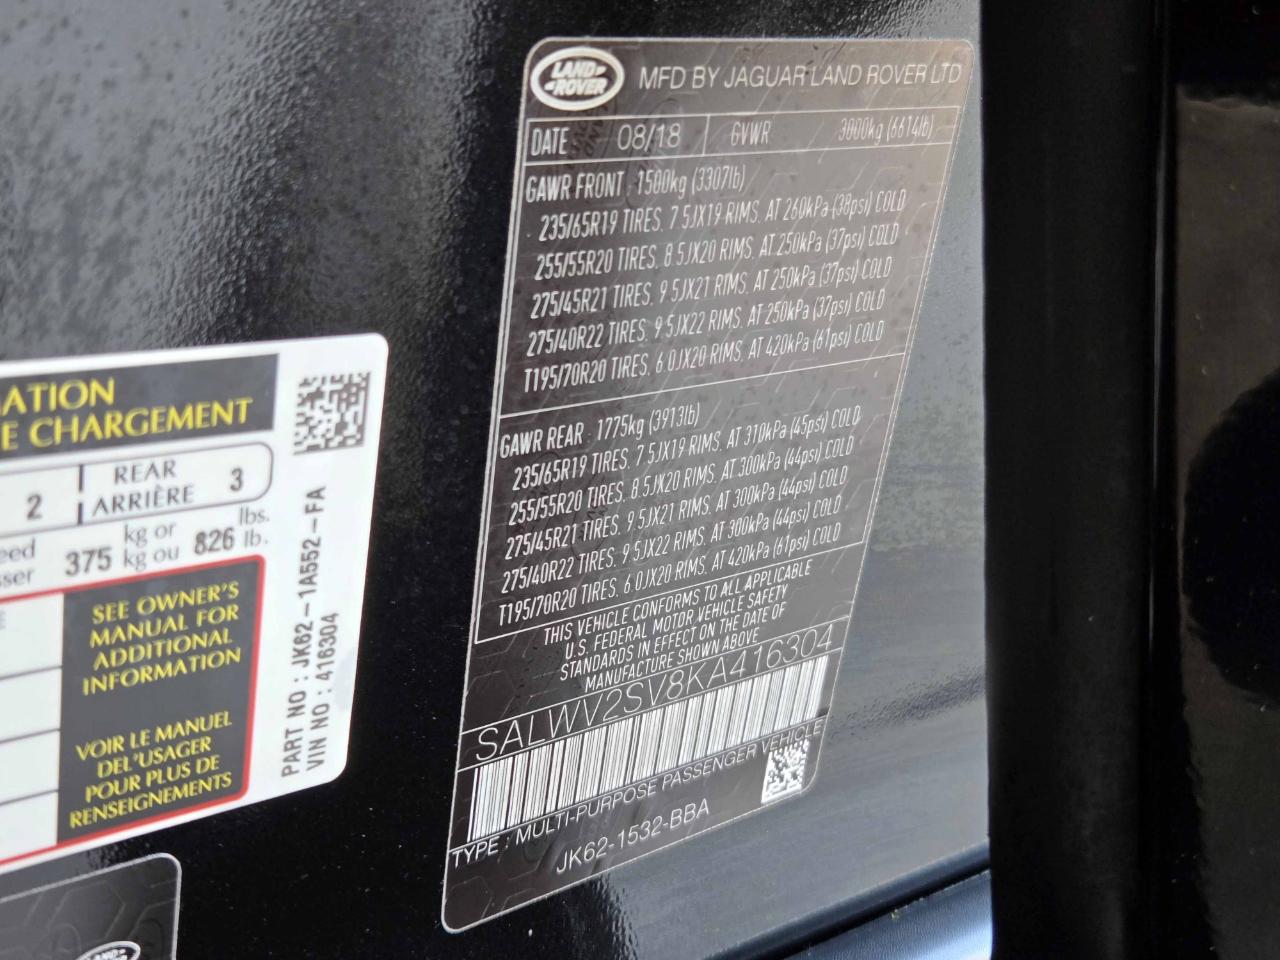 LAND ROVER
MFD BY JAGUAR LAND ROVER LTD
DATE 08/18 GVWR 3000kg (6614lb)
GAWR FRONT : 1500kg (3307lb)
235/65R19 TIRES, 7.5JX19 RIMS, AT 260kPa (38psi) COLD
255/55R20 TIRES, 8.5JX20 RIMS, AT 250kPa (37psi) COLD
275/45R21 TIRES, 9.5JX21 RIMS, AT 250kPa (37psi) COLD
275/40R22 TIRES, 9.5JX22 RIMS, AT 250kPa (37psi) COLD
T195/70R20 TIRES, 6.0JX20 RIMS, AT 420kPa (61psi) COLD
GAWR REAR : 1775kg (3913lb)
235/65R19 TIRES, 7.5JX19 RIMS, AT 310kPa (45psi) COLD
255/55R20 TIRES, 8.5JX20 RIMS, AT 300kPa (44psi) COLD
275/45R21 TIRES, 9.5JX21 RIMS, AT 300kPa (44psi) COLD
275/40R22 TIRES, 9.5JX22 RIMS, AT 300kPa (44psi) COLD
T195/70R20 TIRES, 6.0JX20 RIMS, AT 420kPa (61psi) COLD
THIS VEHICLE CONFORMS TO ALL APPLICABLE
U.S. FEDERAL MOTOR VEHICLE SAFETY
STANDARDS IN EFFECT ON THE DATE OF
MANUFACTURE SHOWN ABOVE
SALWV2SV8KA416304
TYPE : MULTI-PURPOSE PASSENGER VEHICLE
JK62-1532-BBA
ATION
E CHARGEMENT
2 REAR ARRIÈRE 3
eed
sser
375 kg or kg ou 826 lbs. lb.
SEE OWNER'S
MANUAL FOR
ADDITIONAL
INFORMATION
VOIR LE MANUEL
DEL'USAGER
POUR PLUS DE
RENSEIGNEMENTS
PART NO : JK62-1A552-FA
VIN NO : 416304
LAND ROVER